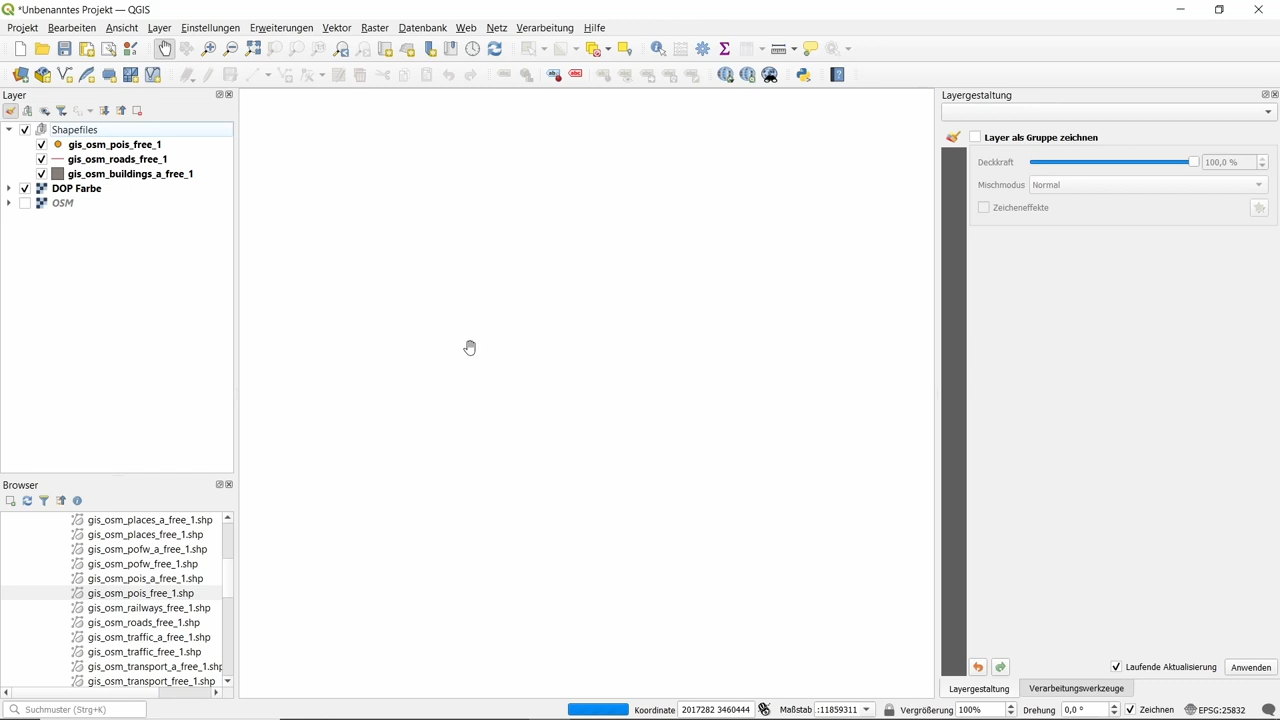 *Unbenanntes Projekt — QGIS
Projekt Bearbeiten Ansicht Layer Einstellungen Erweiterungen Vektor Raster Datenbank Web Netz Verarbeitung Hilfe
Layer
Shapefiles
gis_osm_pois_free_1
gis_osm_roads_free_1
gis_osm_buildings_a_free_1
DOP Farbe
OSM
Browser
gis_osm_places_a_free_1.shp
gis_osm_places_free_1.shp
gis_osm_pofw_a_free_1.shp
gis_osm_pofw_free_1.shp
gis_osm_pois_a_free_1.shp
gis_osm_pois_free_1.shp
gis_osm_railways_free_1.shp
gis_osm_roads_free_1.shp
gis_osm_traffic_a_free_1.shp
gis_osm_traffic_free_1.shp
gis_osm_transport_a_free_1.shp
gis_osm_transport_free_1.shp
Layergestaltung
Layer als Gruppe zeichnen
Deckkraft 100,0 %
Mischmodus Normal
Zeicheneffekte
Laufende Aktualisierung Anwenden
Layergestaltung Verarbeitungswerkzeuge
Suchmuster (Strg+K) Koordinate 2017282 3460444 Maßstab :11859311 Vergrößerung 100% Drehung 0,0 ° Zeichnen EPSG:25832